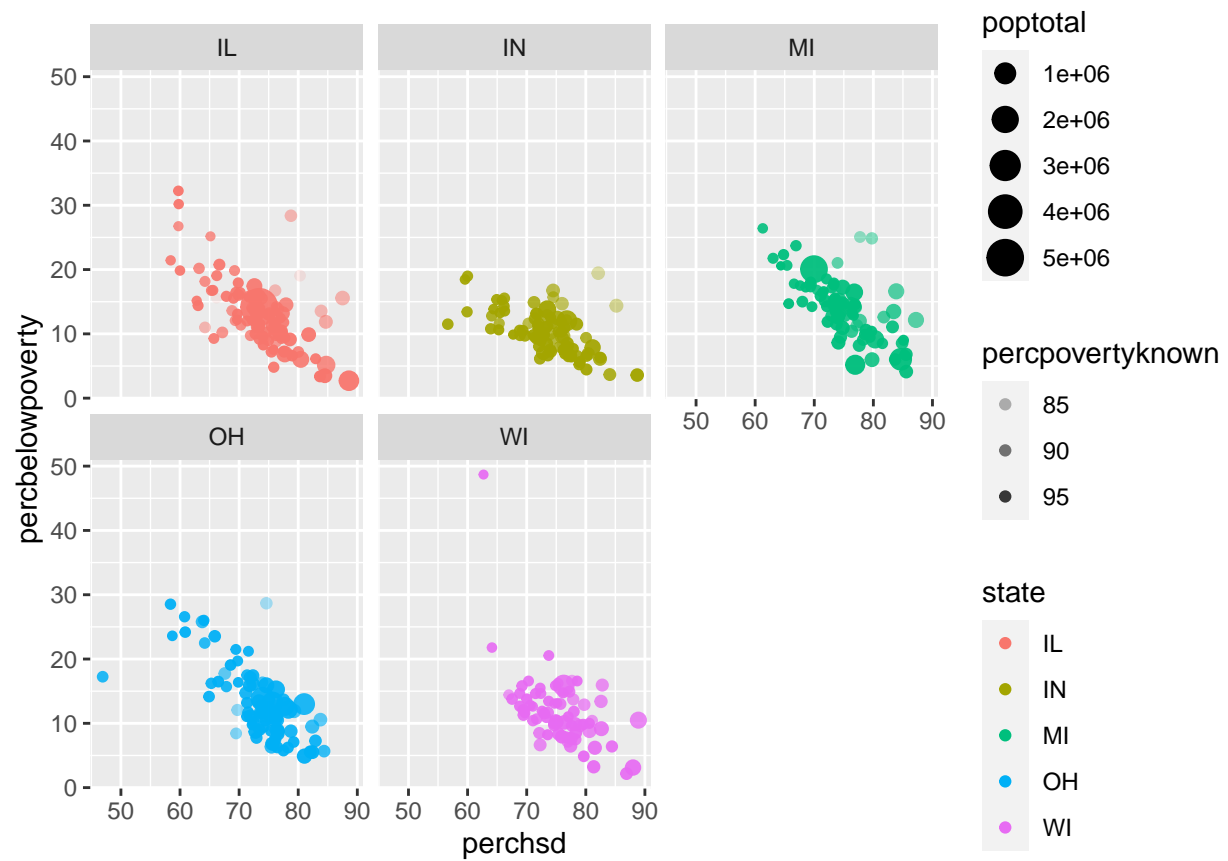 IL IN MI
50
40
30
20
10
0
50 60 70 80 90
OH WI
50
40
30
20
10
0
50 60 70 80 90 50 60 70 80 90
perchsd
percbelowpoverty
poptotal
1e+06
2e+06
3e+06
4e+06
5e+06
percpovertyknown
85
90
95
state
IL
IN
MI
OH
WI